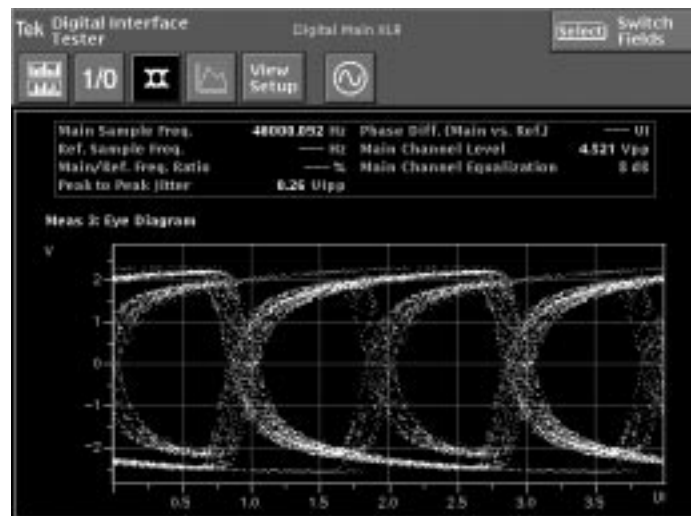 Tek Digital Interface Tester
Digital Main XLR
Select Switch Fields
1/0
View Setup
Main Sample Freq. 48000.092 Hz Phase Diff. (Main vs. Ref.) --- UI
Ref. Sample Freq. --- Hz Main Channel Level 4.521 Vpp
Main/Ref. Freq. Ratio --- % Main Channel Equalization 8 dB
Peak to Peak Jitter 0.26 UIpp
Meas 3: Eye Diagram
V
2
1
0
-1
-2
0.5 1.0 1.5 2.0 2.5 3.0 3.5 UI